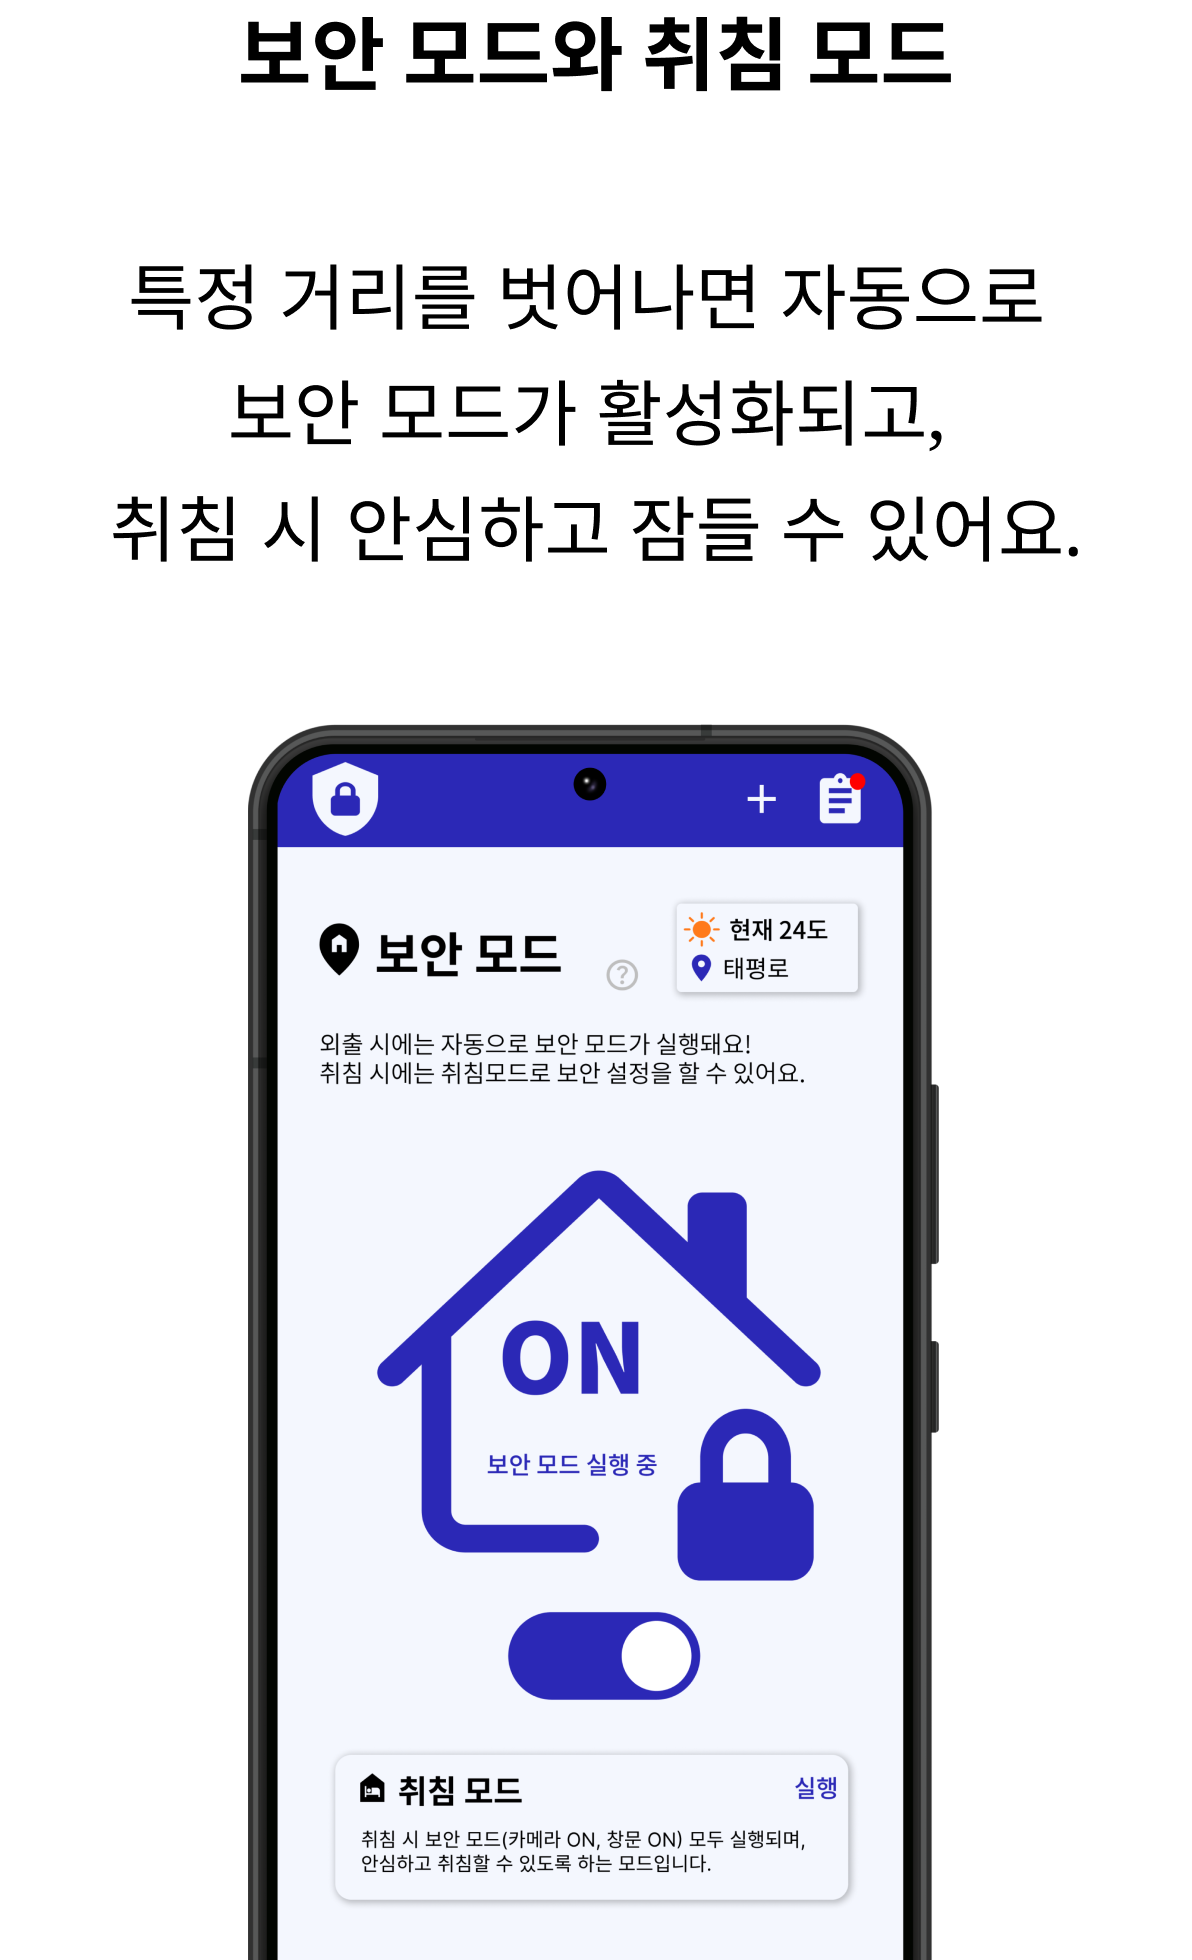 보안 모드와 취침 모드
특정 거리를 벗어나면 자동으로
보안 모드가 활성화되고,
취침 시 안심하고 잠들 수 있어요.
보안 모드
?
현재 24도
태평로
외출 시에는 자동으로 보안 모드가 실행돼요!
취침 시에는 취침모드로 보안 설정을 할 수 있어요.
ON
보안 모드 실행 중
취침 모드
실행
취침 시 보안 모드(카메라 ON, 창문 ON) 모두 실행되며,
안심하고 취침할 수 있도록 하는 모드입니다.